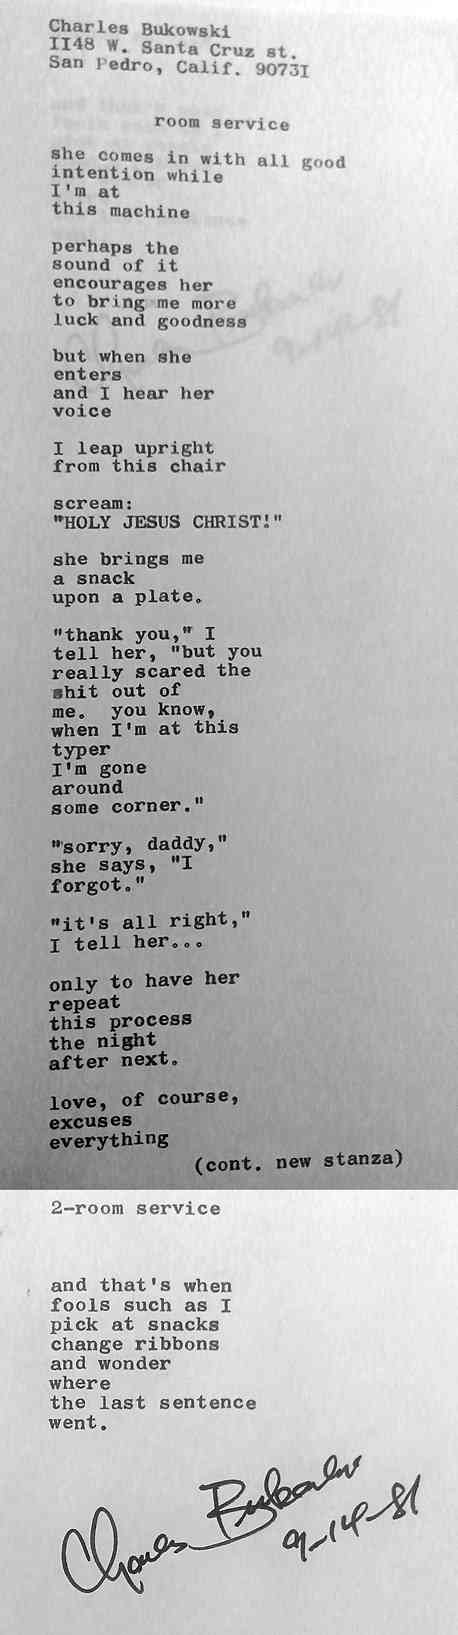 Charles Bukowski
II48 W. Santa Cruz st.
San Pedro, Calif. 9073I
room service
she comes in with all good
intention while
I'm at
this machine
perhaps the
sound of it
encourages her
to bring me more
luck and goodness
but when she
enters
and I hear her
voice
I leap upright
from this chair
scream:
"HOLY JESUS CHRIST!"
she brings me
a snack
upon a plate.
"thank you," I
tell her, "but you
really scared the
shit out of
me.  you know,
when I'm at this
typer
I'm gone
around
some corner."
"sorry, daddy,"
she says, "I
forgot."
"it's all right,"
I tell her...
only to have her
repeat
this process
the night
after next.
love, of course,
excuses
everything
(cont. new stanza)
2-room service
and that's when
fools such as I
pick at snacks
change ribbons
and wonder
where
the last sentence
went.
Charles Bukowski
9-14-81